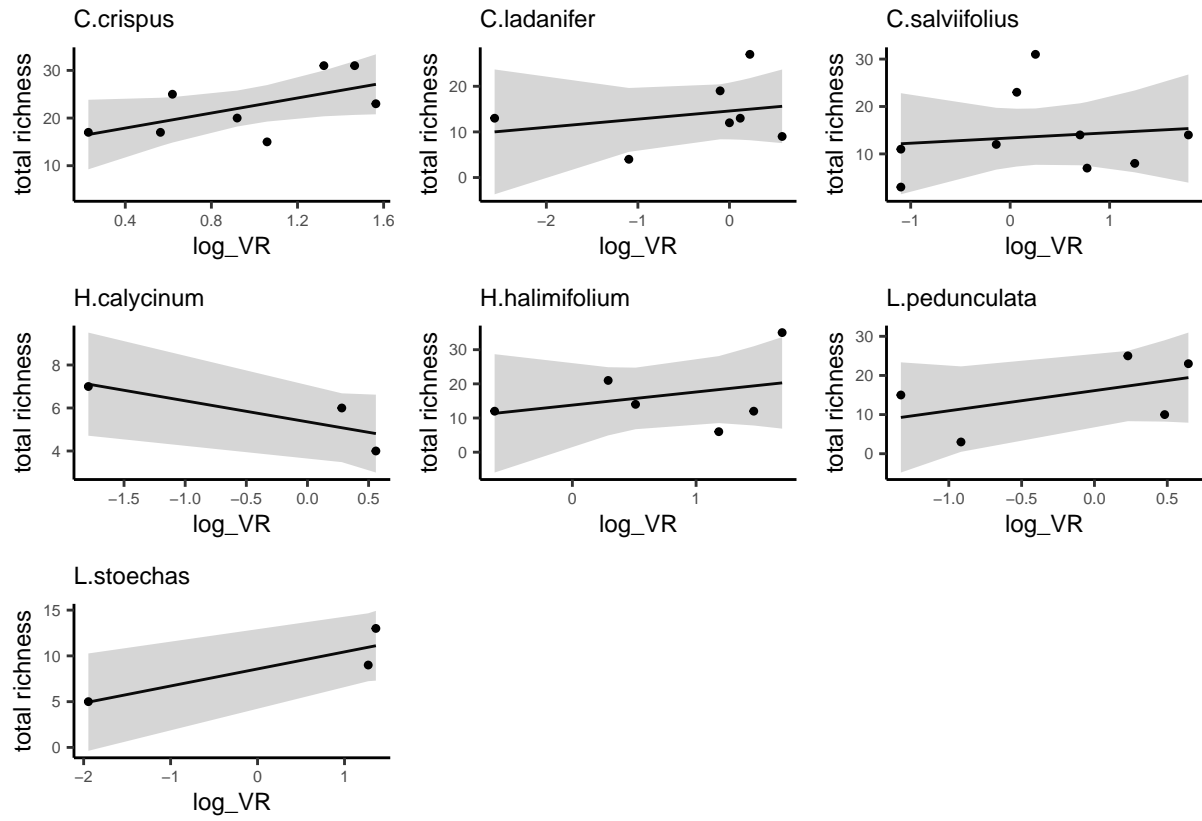 C.crispus
total richness
30
20
10
0.4 0.8 1.2 1.6
log_VR
C.ladanifer
total richness
20
10
0
−2 −1 0
log_VR
C.salviifolius
total richness
30
20
10
−1 0 1
log_VR
H.calycinum
total richness
8
6
4
−1.5 −1.0 −0.5 0.0 0.5
log_VR
H.halimifolium
total richness
30
20
10
0
0 1
log_VR
L.pedunculata
total richness
30
20
10
0
−1.0 −0.5 0.0 0.5
log_VR
L.stoechas
total richness
15
10
5
0
−2 −1 0 1
log_VR